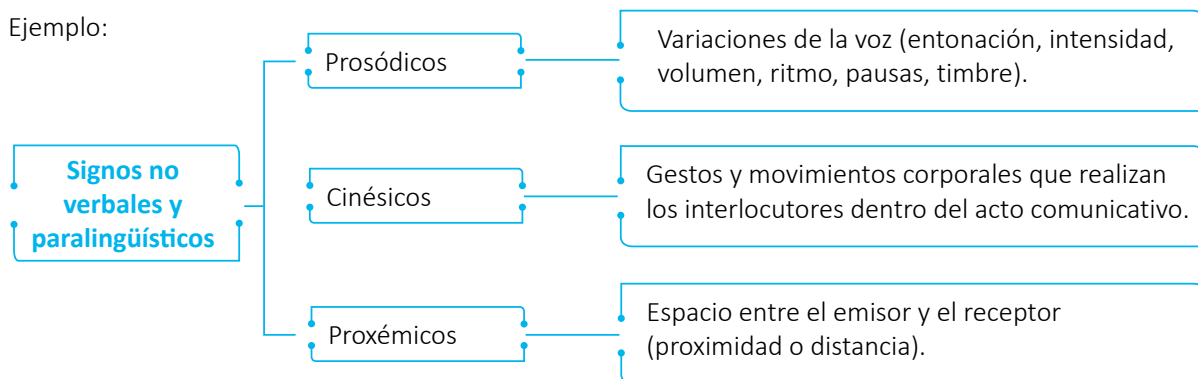 Ejemplo:
Prosódicos
Variaciones de la voz (entonación, intensidad,
volumen, ritmo, pausas, timbre).
Signos no
verbales y
paralingüísticos
Cinésicos
Gestos y movimientos corporales que realizan
los interlocutores dentro del acto comunicativo.
Proxémicos
Espacio entre el emisor y el receptor
(proximidad o distancia).